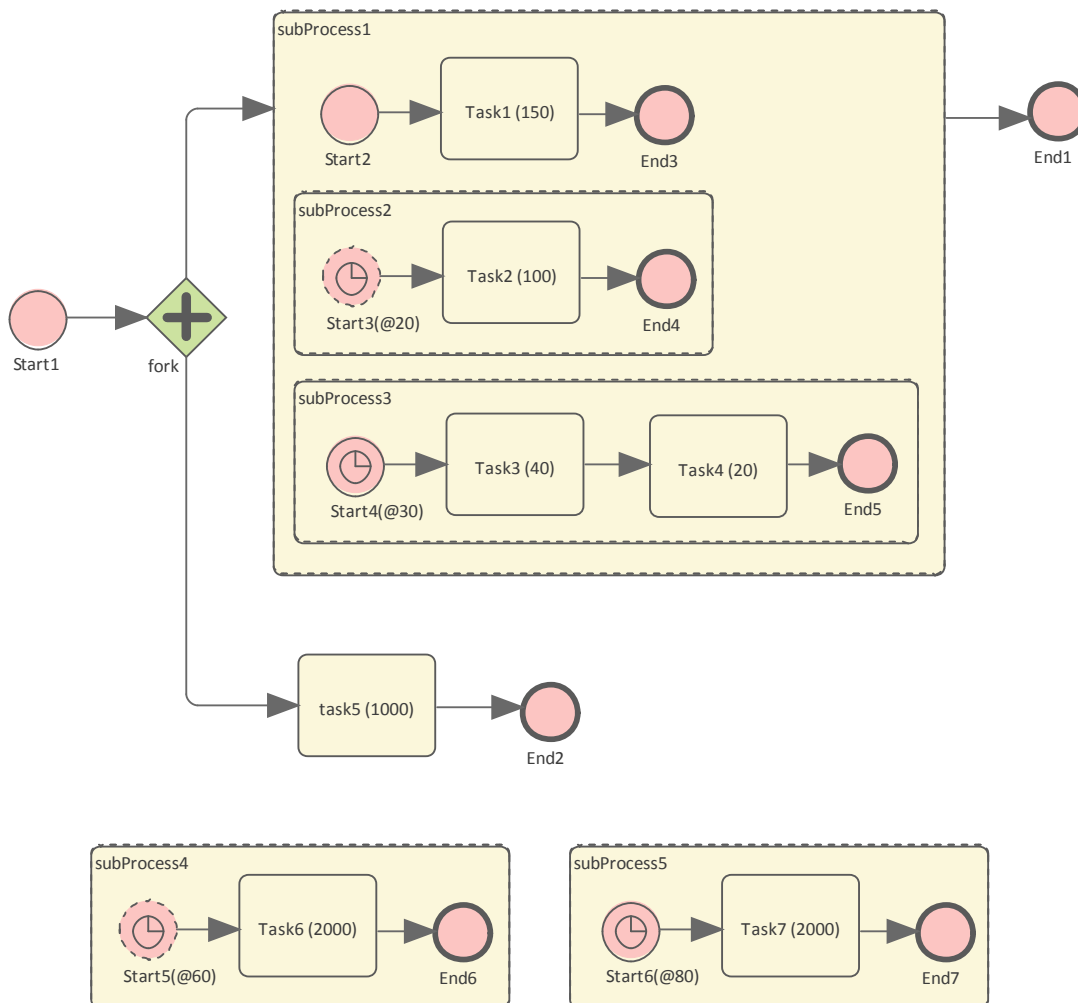 subProcess1
Task1 (150)
Start2
End3
End1
subProcess2
Task2 (100)
Start3(@20)
End4
Start1
fork
subProcess3
Task3 (40)
Task4 (20)
Start4(@30)
End5
task5 (1000)
End2
subProcess4
Task6 (2000)
Start5(@60)
End6
subProcess5
Task7 (2000)
Start6(@80)
End7